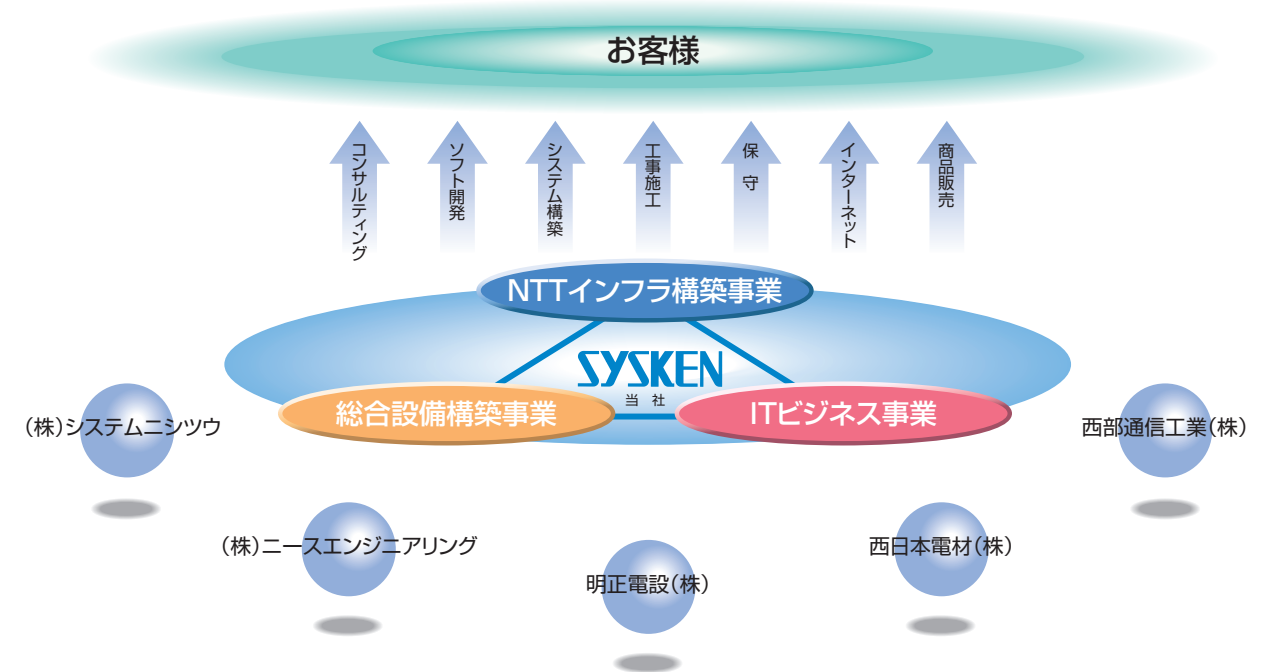 お客様
コンサルティング
ソフト開発
システム構築
工事施工
保 守
インターネット
商品販売
NTTインフラ構築事業
SYSKEN
当 社
総合設備構築事業
ITビジネス事業
(株)システムニシツウ
西部通信工業(株)
(株)ニースエンジニアリング
西日本電材(株)
明正電設(株)